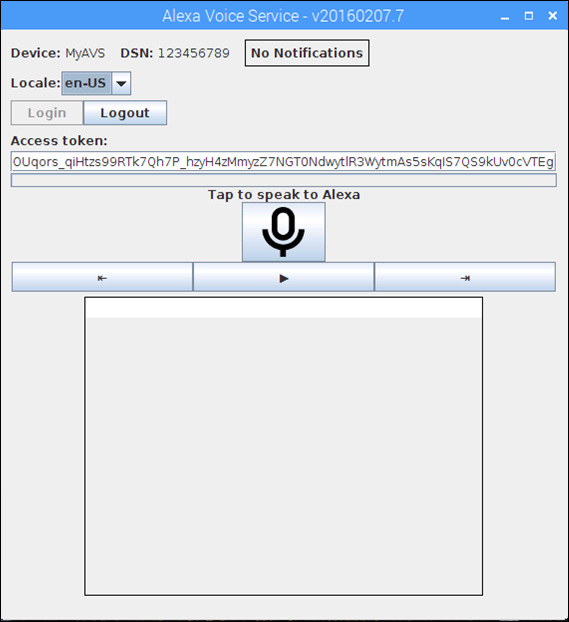 Alexa Voice Service - v20160207.7
Device: MyAVS DSN: 123456789 No Notifications
Locale: en-US
Login Logout
Access token:
OUqors_qiHtzs99RTk7Qh7P_hzyH4zMmyzZ7NGT0NdwytlR3WytmAs5sKqIS7QS9kUv0cVTEg
Tap to speak to Alexa